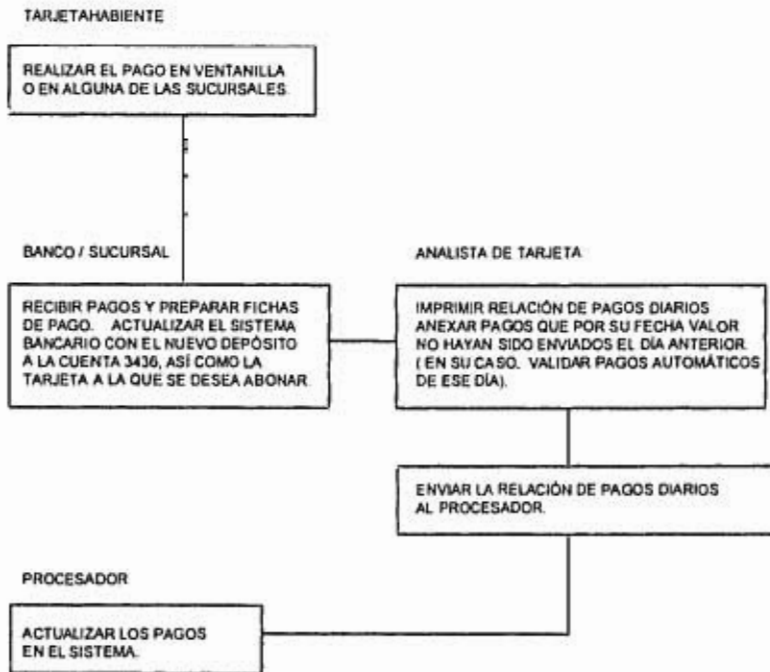 TARJETAHABIENTE
REALIZAR EL PAGO EN VENTANILLA
O EN ALGUNA DE LAS SUCURSALES.
BANCO / SUCURSAL
RECIBIR PAGOS Y PREPARAR FICHAS
DE PAGO. ACTUALIZAR EL SISTEMA
BANCARIO CON EL NUEVO DEPÓSITO
A LA CUENTA 3436, ASÍ COMO LA
TARJETA A LA QUE SE DESEA ABONAR.
ANALISTA DE TARJETA
IMPRIMIR RELACIÓN DE PAGOS DIARIOS
ANEXAR PAGOS QUE POR SU FECHA VALOR
NO HAYAN SIDO ENVIADOS EL DÍA ANTERIOR.
( EN SU CASO. VALIDAR PAGOS AUTOMÁTICOS
DE ESE DÍA).
ENVIAR LA RELACIÓN DE PAGOS DIARIOS
AL PROCESADOR.
PROCESADOR
ACTUALIZAR LOS PAGOS
EN EL SISTEMA.